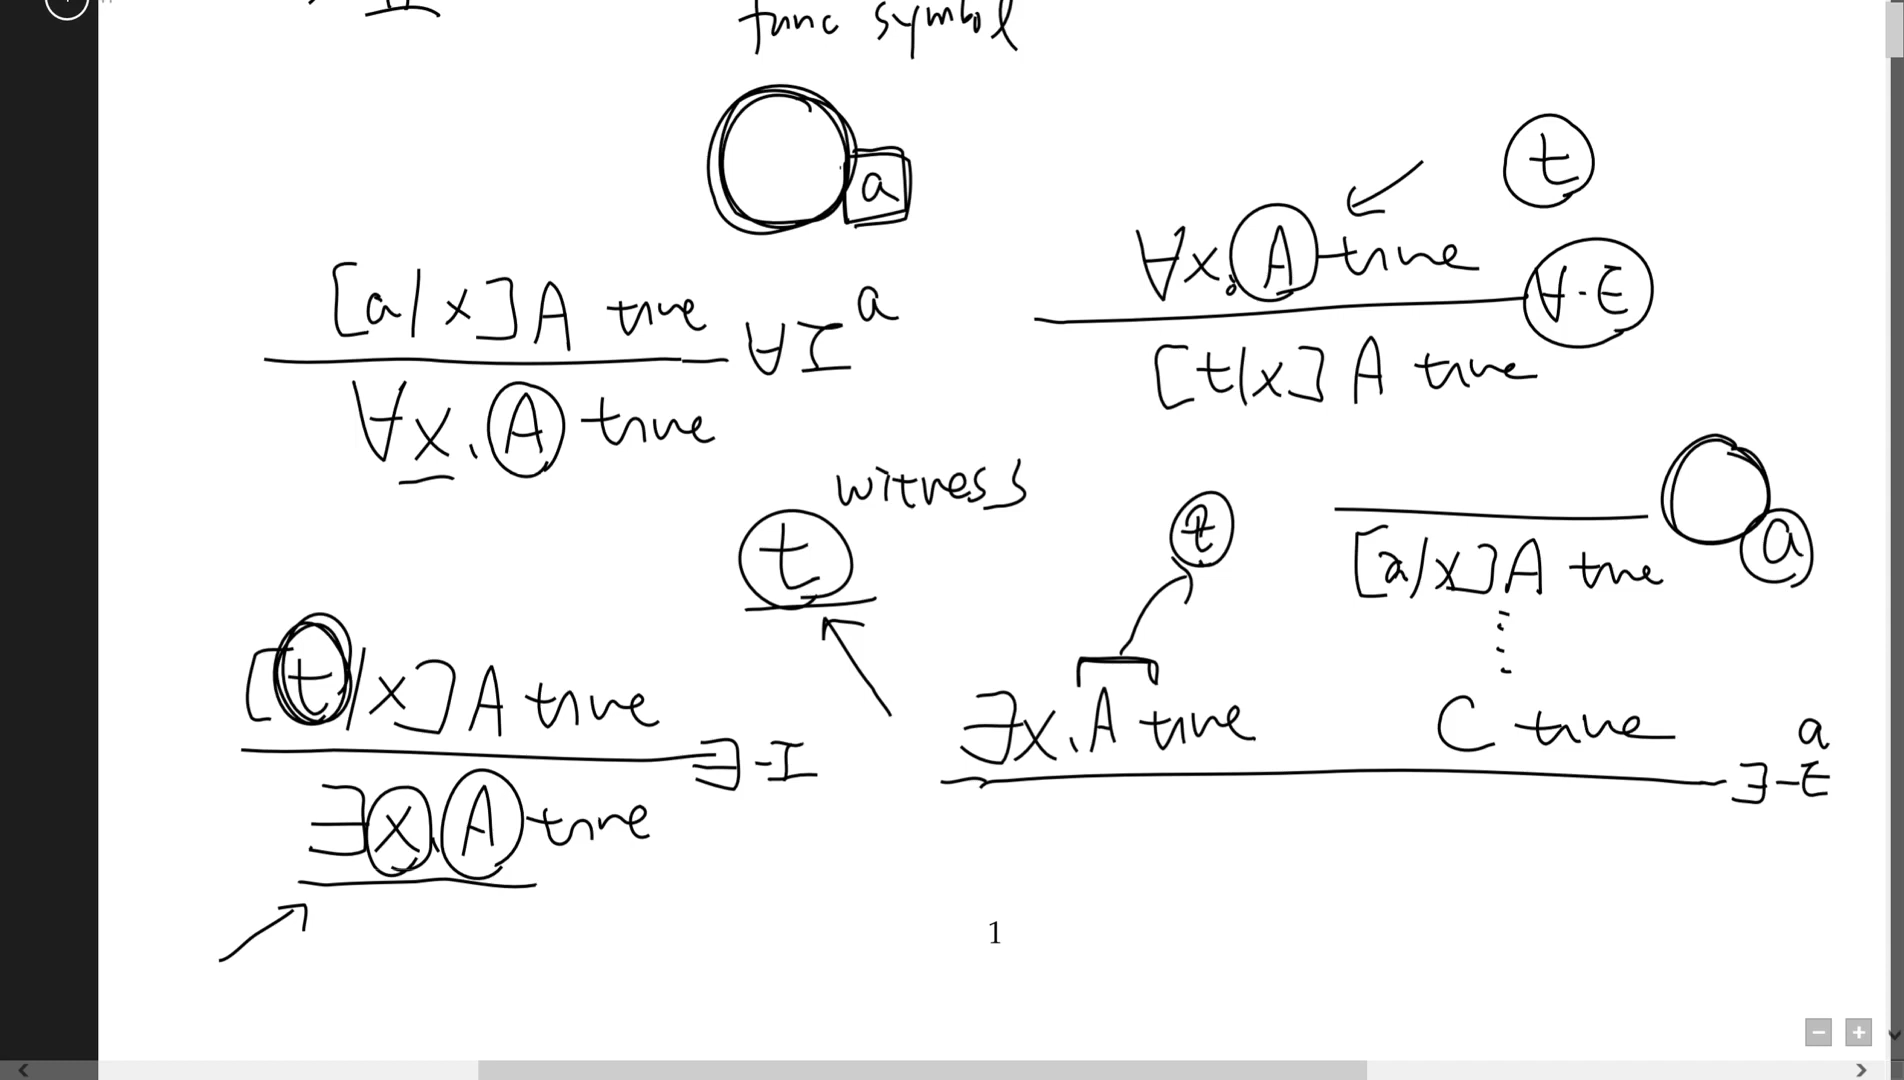 func symbol
a
[a/x] A true
∀I^a
∀x. A true
t
∀x. A true
∀-E
[t/x] A true
witness
t
[t/x] A true
∃-I
∃x. A true
t
a
[a/x] A true
⋮
∃x. A true
C true
a
∃-E
1